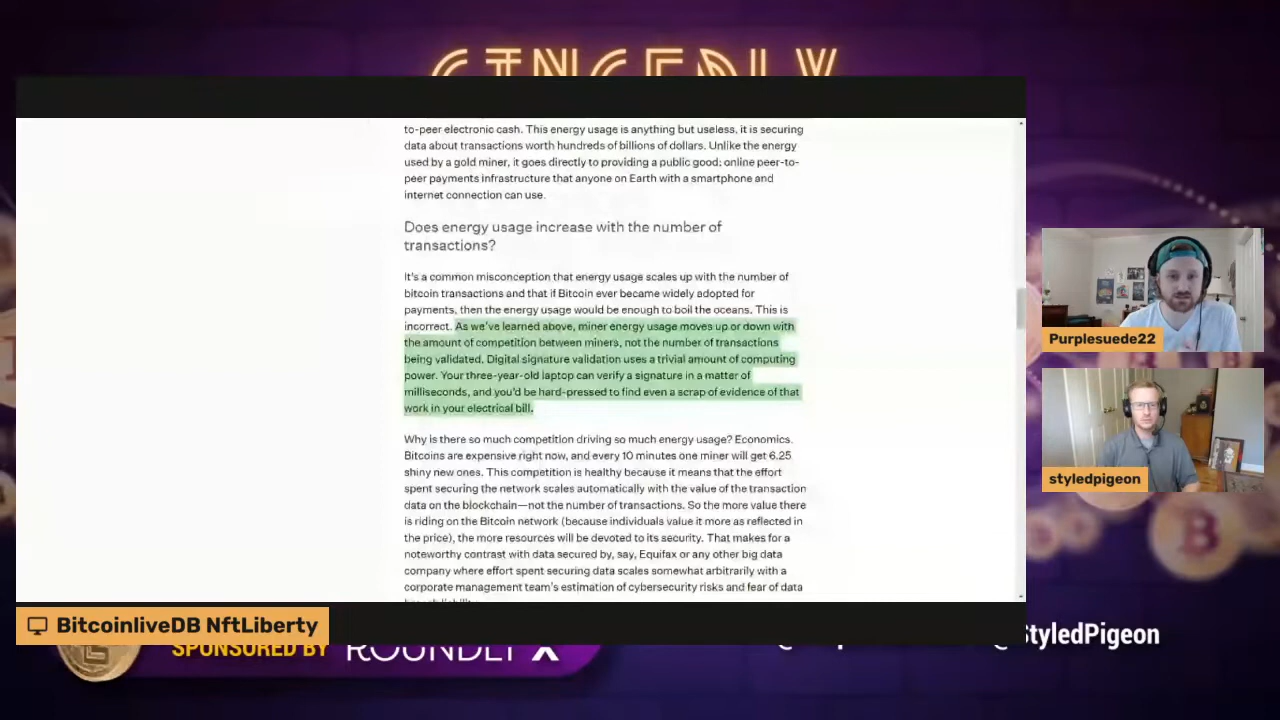 to-peer electronic cash. This energy usage is anything but useless, it is securing
data about transactions worth hundreds of billions of dollars. Unlike the energy
used by a gold miner, it goes directly to providing a public good: online peer-to-
peer payments infrastructure that anyone on Earth with a smartphone and
internet connection can use.
Does energy usage increase with the number of
transactions?
It's a common misconception that energy usage scales up with the number of
bitcoin transactions and that if Bitcoin ever became widely adopted for
payments, then the energy usage would be enough to boil the oceans. This is
incorrect. As we've learned above, miner energy usage moves up or down with
the amount of competition between miners, not the number of transactions
being validated. Digital signature validation uses a trivial amount of computing
power. Your three-year-old laptop can verify a signature in a matter of
milliseconds, and you'd be hard-pressed to find even a scrap of evidence of that
work in your electrical bill.
Why is there so much competition driving so much energy usage? Economics.
Bitcoins are expensive right now, and every 10 minutes one miner will get 6.25
shiny new ones. This competition is healthy because it means that the effort
spent securing the network scales automatically with the value of the transaction
data on the blockchain—not the number of transactions. So the more value there
is riding on the Bitcoin network (because individuals value it more as reflected in
the price), the more resources will be devoted to its security. That makes for a
noteworthy contrast with data secured by, say, Equifax or any other big data
company where effort spent securing data scales somewhat arbitrarily with a
corporate management team's estimation of cybersecurity risks and fear of data
Purplesuede22
styledpigeon
BitcoinliveDB NftLiberty
SPONSORED BY
StyledPigeon